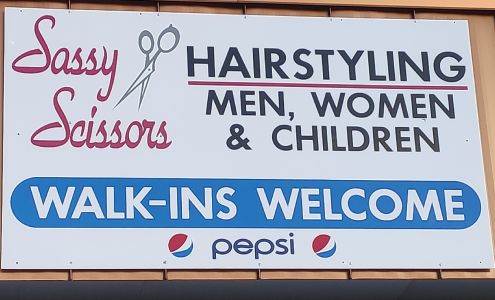 Sassy
Scissors
HAIRSTYLING
MEN, WOMEN
& CHILDREN
WALK-INS WELCOME
pepsi